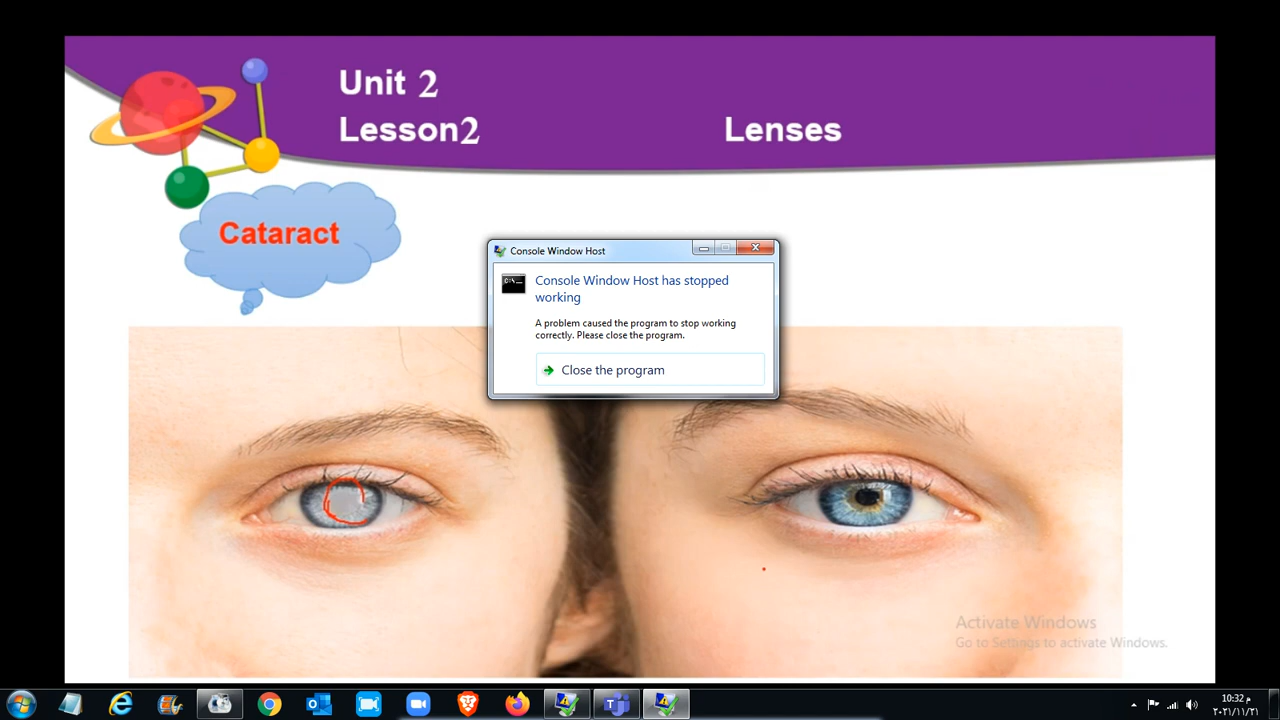 Unit 2
Lesson2
Lenses
Cataract
Console Window Host
C:\._
Console Window Host has stopped
working
A problem caused the program to stop working
correctly. Please close the program.
Close the program
Activate Windows
Go to Settings to activate Windows.
10:32 م
٢٠٢١/١١/٢١